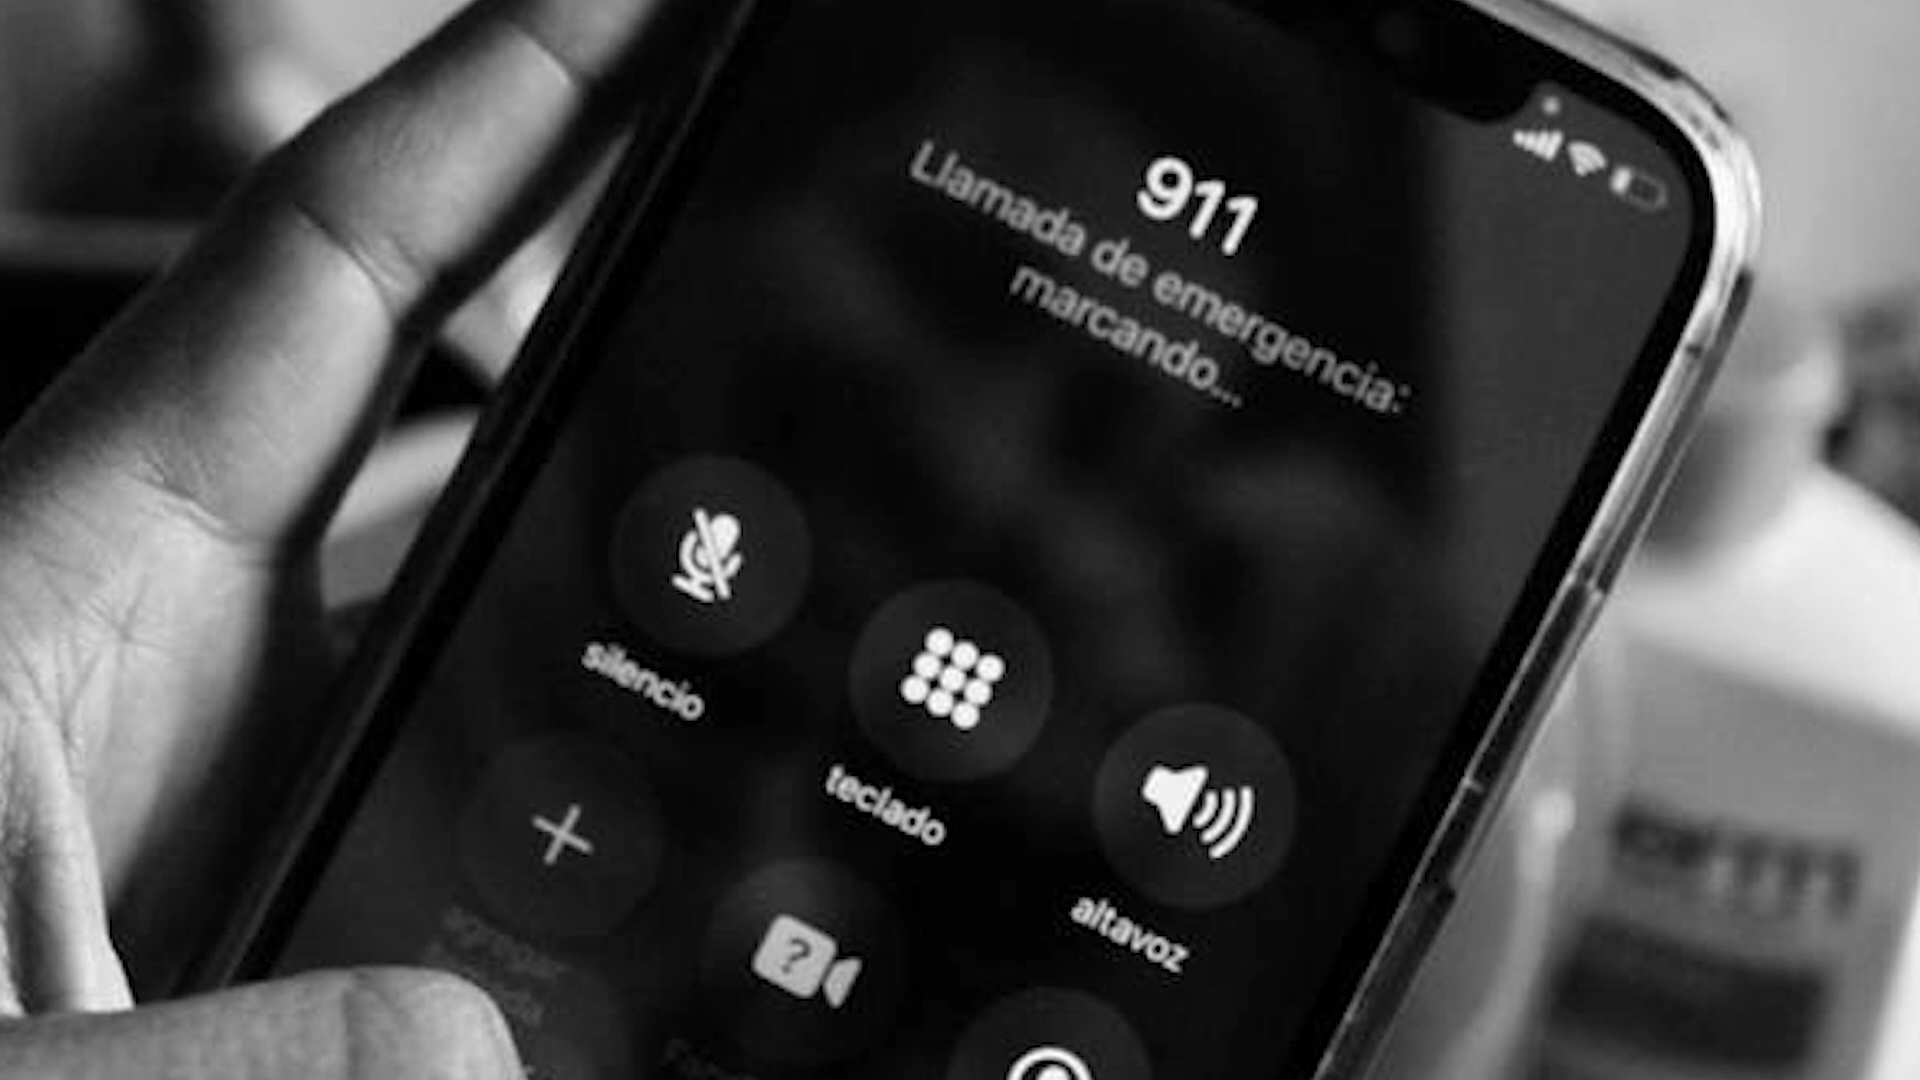 911
Llamada de emergencia:
marcando...
silencio
teclado
altavoz